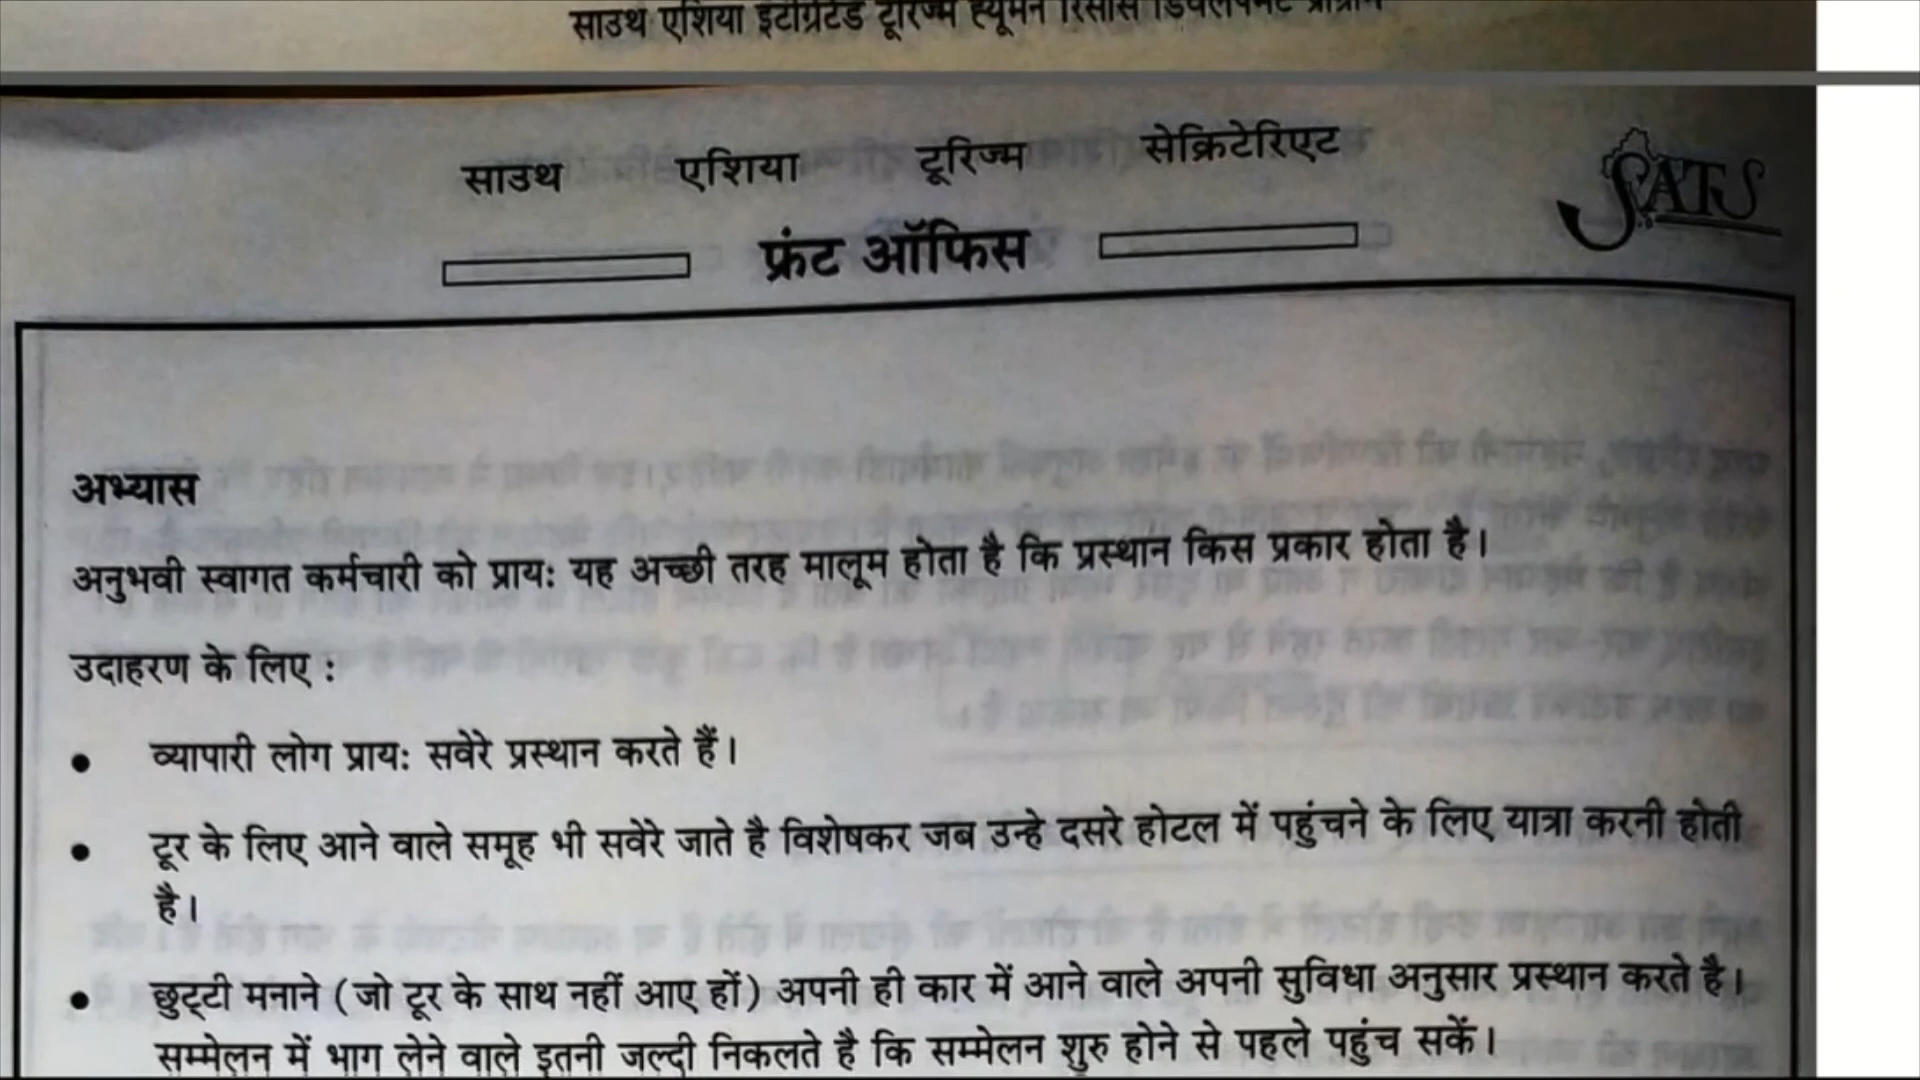 साउथ एशिया इंटीग्रेटेड टूरिज्म ह्यूमन रिसोर्स डिवेलपमेंट प्रोग्राम
साउथ एशिया टूरिज्म सेक्रिटेरिएट
SATS
फ्रंट ऑफिस
अभ्यास
अनुभवी स्वागत कर्मचारी को प्राय: यह अच्छी तरह मालूम होता है कि प्रस्थान किस प्रकार होता है।
उदाहरण के लिए :
• व्यापारी लोग प्राय: सवेरे प्रस्थान करते हैं।
• टूर के लिए आने वाले समूह भी सवेरे जाते है विशेषकर जब उन्हे दसरे होटल में पहुंचने के लिए यात्रा करनी होती
है।
• छुट्टी मनाने (जो टूर के साथ नहीं आए हों) अपनी ही कार में आने वाले अपनी सुविधा अनुसार प्रस्थान करते है।
सम्मेलन में भाग लेने वाले इतनी जल्दी निकलते है कि सम्मेलन शुरु होने से पहले पहुंच सकें।